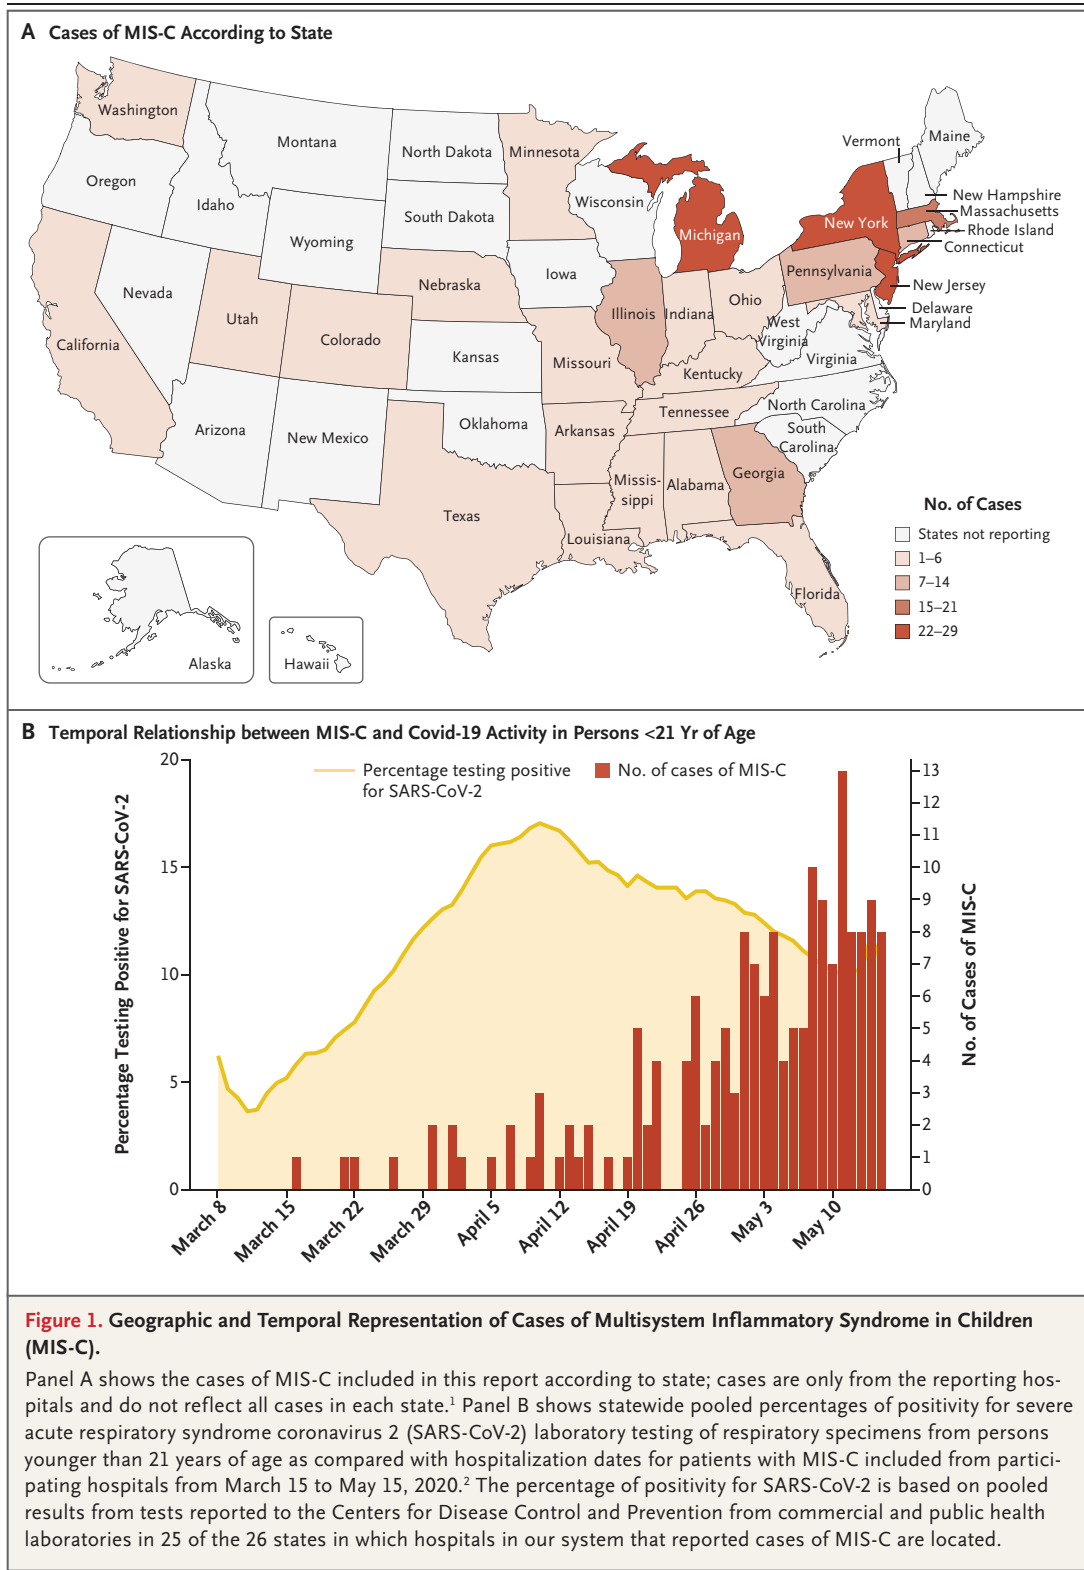 A Cases of MIS-C According to State
Washington
Montana
North Dakota
Minnesota
Vermont
Maine
Oregon
Idaho
Wisconsin
New Hampshire
Massachusetts
South Dakota
Wyoming
Michigan
New York
Rhode Island
Connecticut
Iowa
Nebraska
Pennsylvania
New Jersey
Nevada
Utah
Colorado
Illinois
Indiana
Ohio
Delaware
Maryland
California
Kansas
Missouri
West
Virginia
Virginia
Kentucky
North Carolina
Tennessee
Arizona
New Mexico
Oklahoma
Arkansas
South
Carolina
Missis-
sippi
Alabama
Georgia
Texas
Louisiana
Florida
Alaska
Hawaii
No. of Cases
States not reporting
1–6
7–14
15–21
22–29
B Temporal Relationship between MIS-C and Covid-19 Activity in Persons <21 Yr of Age
Percentage testing positive
for SARS-CoV-2
No. of cases of MIS-C
Percentage Testing Positive for SARS-CoV-2
20
15
10
5
0
No. of Cases of MIS-C
13
12
11
10
9
8
7
6
5
4
3
2
1
0
March 8
March 15
March 22
March 29
April 5
April 12
April 19
April 26
May 3
May 10
Figure 1. Geographic and Temporal Representation of Cases of Multisystem Inflammatory Syndrome in Children
(MIS-C).
Panel A shows the cases of MIS-C included in this report according to state; cases are only from the reporting hos-
pitals and do not reflect all cases in each state.1 Panel B shows statewide pooled percentages of positivity for severe
acute respiratory syndrome coronavirus 2 (SARS-CoV-2) laboratory testing of respiratory specimens from persons
younger than 21 years of age as compared with hospitalization dates for patients with MIS-C included from partici-
pating hospitals from March 15 to May 15, 2020.2 The percentage of positivity for SARS-CoV-2 is based on pooled
results from tests reported to the Centers for Disease Control and Prevention from commercial and public health
laboratories in 25 of the 26 states in which hospitals in our system that reported cases of MIS-C are located.